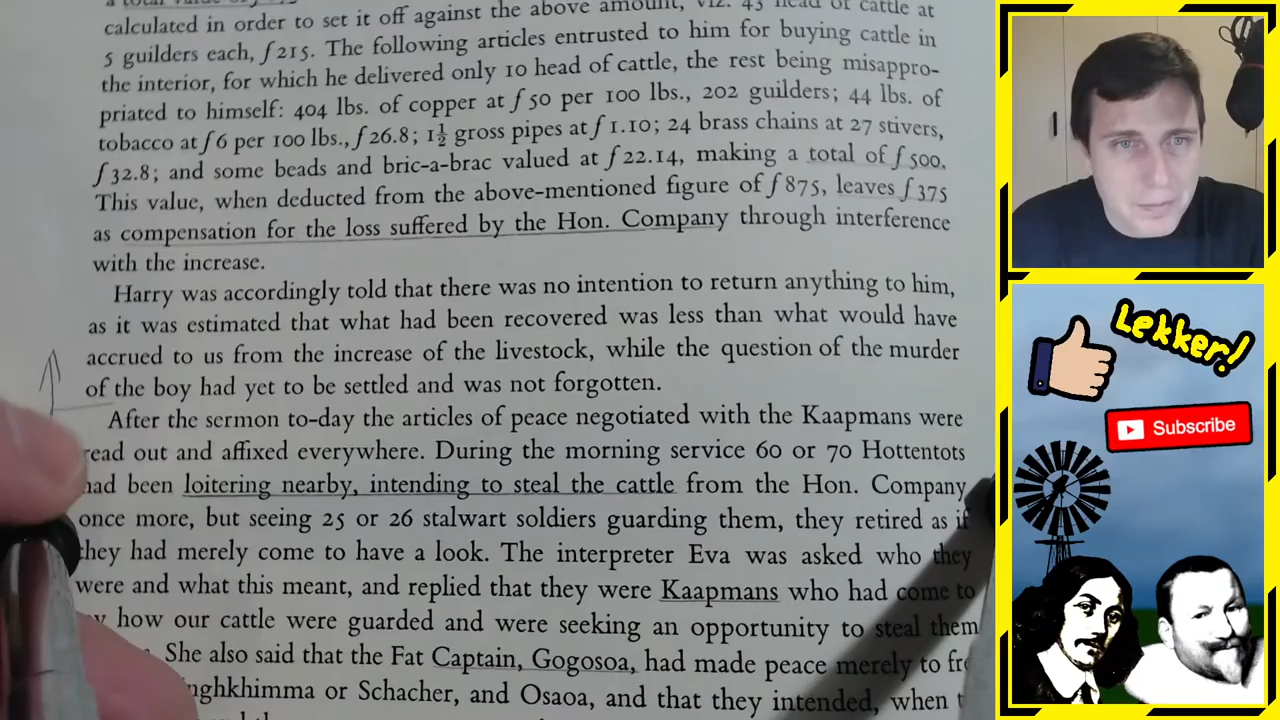 calculated in order to set it off against the above amount, viz. 43 head of cattle at
5 guilders each, f 215. The following articles entrusted to him for buying cattle in
the interior, for which he delivered only 10 head of cattle, the rest being misappro-
priated to himself: 404 lbs. of copper at f 50 per 100 lbs., 202 guilders; 44 lbs. of
tobacco at f 6 per 100 lbs., f 26.8; 1½ gross pipes at f 1.10; 24 brass chains at 27 stivers,
f 32.8; and some beads and bric-a-brac valued at f 22.14, making a total of f 500.
This value, when deducted from the above-mentioned figure of f 875, leaves f 375
as compensation for the loss suffered by the Hon. Company through interference
with the increase.
Harry was accordingly told that there was no intention to return anything to him,
as it was estimated that what had been recovered was less than what would have
accrued to us from the increase of the livestock, while the question of the murder
of the boy had yet to be settled and was not forgotten.
After the sermon to-day the articles of peace negotiated with the Kaapmans were
read out and affixed everywhere. During the morning service 60 or 70 Hottentots
had been loitering nearby, intending to steal the cattle from the Hon. Company
once more, but seeing 25 or 26 stalwart soldiers guarding them, they retired as if
they had merely come to have a look. The interpreter Eva was asked who they
were and what this meant, and replied that they were Kaapmans who had come to
how our cattle were guarded and were seeking an opportunity to steal them
She also said that the Fat Captain, Gogosoa, had made peace merely to
or Schacher, and Osaoa, and that they intended, when
Lekker!
Subscribe